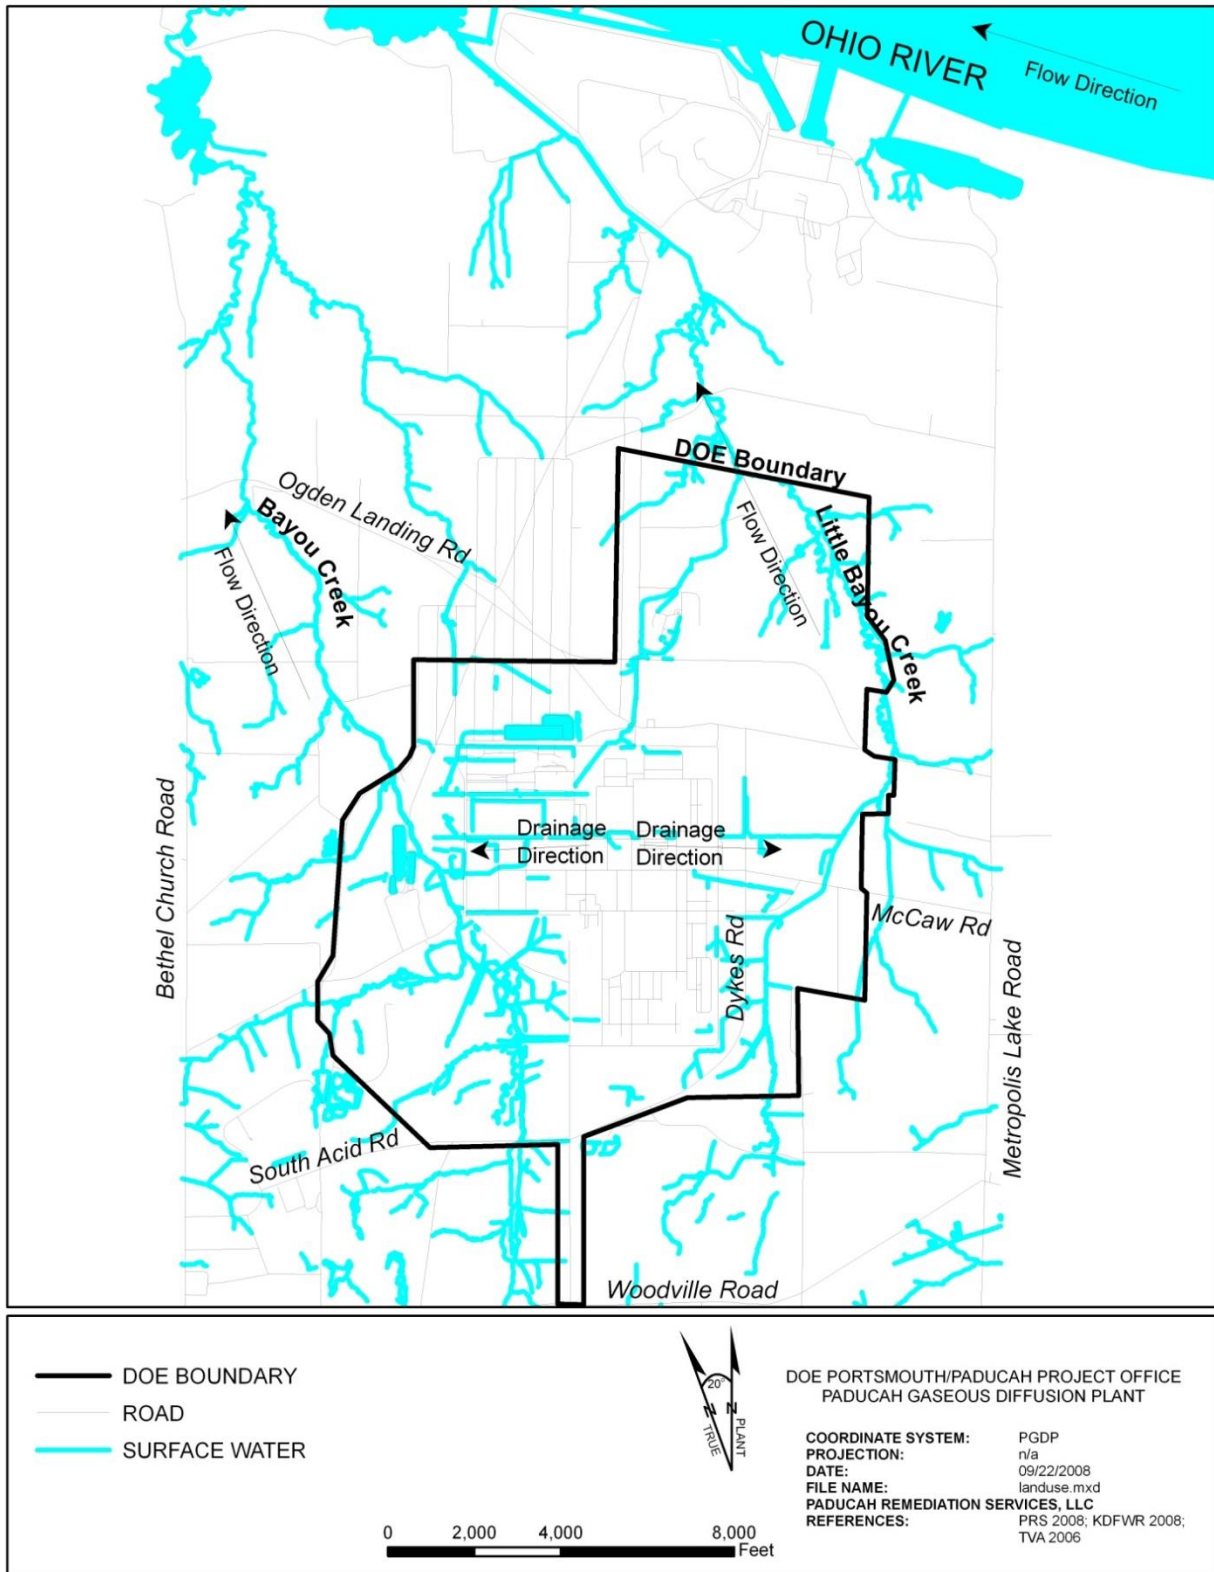 OHIO RIVER
Flow Direction
DOE Boundary
Ogden Landing Rd
Bayou Creek
Flow Direction
Flow Direction
Little Bayou Creek
Bethel Church Road
Drainage
Direction
Drainage
Direction
McCaw Rd
Dykes Rd
Metropolis Lake Road
South Acid Rd
Woodville Road
DOE BOUNDARY
ROAD
SURFACE WATER
20°
N
TRUE
N
PLANT
0 2,000 4,000 8,000
Feet
DOE PORTSMOUTH/PADUCAH PROJECT OFFICE
PADUCAH GASEOUS DIFFUSION PLANT
COORDINATE SYSTEM: PGDP
PROJECTION: n/a
DATE: 09/22/2008
FILE NAME: landuse.mxd
PADUCAH REMEDIATION SERVICES, LLC
REFERENCES: PRS 2008; KDFWR 2008;
TVA 2006